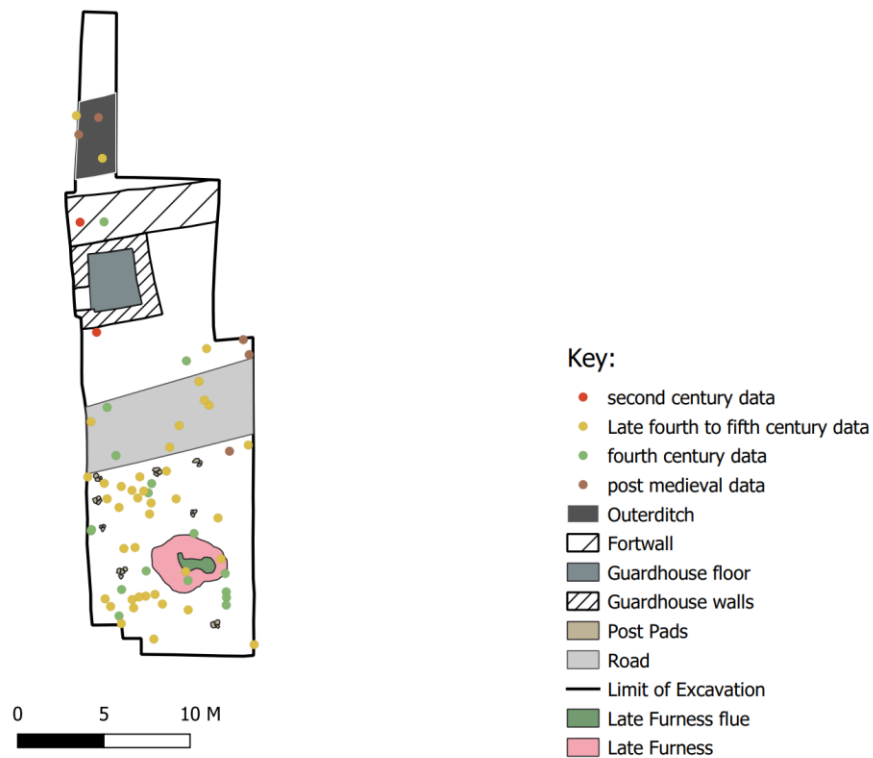 Key:
second century data
Late fourth to fifth century data
fourth century data
post medieval data
Outerditch
Fortwall
Guardhouse floor
Guardhouse walls
Post Pads
Road
Limit of Excavation
Late Furness flue
Late Furness
0 5 10 M